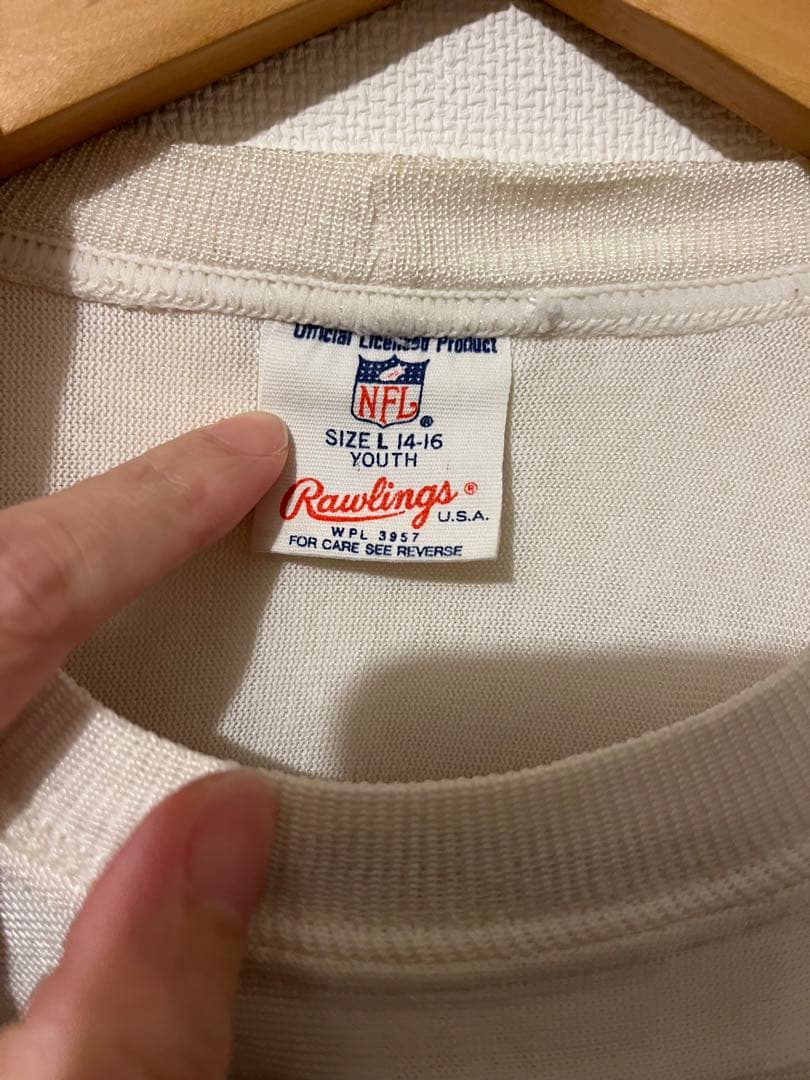 Official Licensed Product
NFL®
SIZE L 14-16
YOUTH
Rawlings®
U.S.A.
WPL 3957
FOR CARE SEE REVERSE